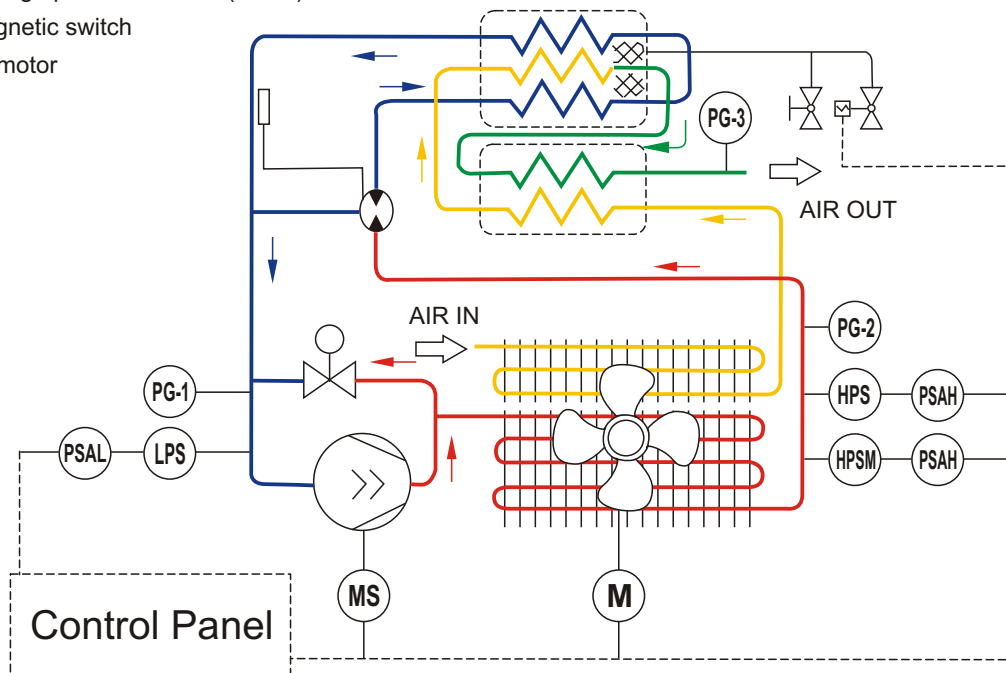 motor
PG-3
AIR OUT
AIR IN
PG-2
PG-1
HPS
PSAH
PSAL
LPS
HPSM
PSAH
MS
M
Control Panel
switch